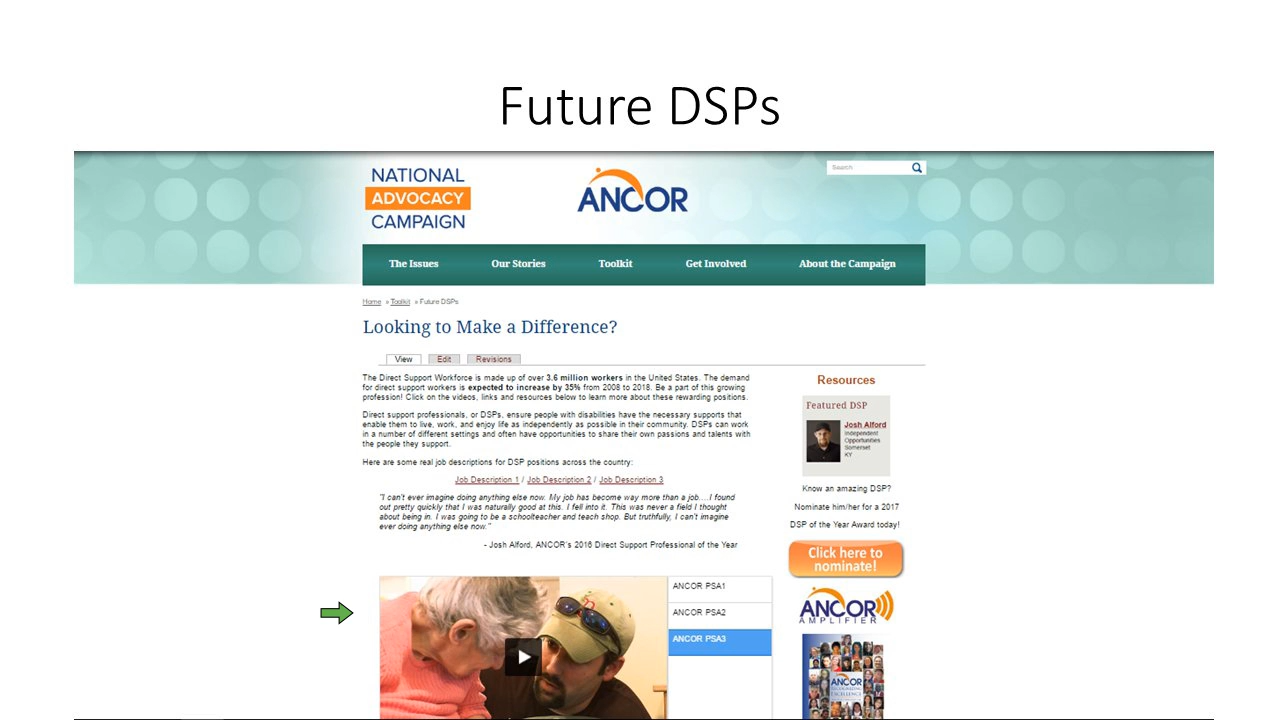 Future DSPs
NATIONAL
ADVOCACY
CAMPAIGN
ANCOR
Search
The Issues
Our Stories
Toolkit
Get Involved
About the Campaign
Home » Toolkit » Future DSPs
Looking to Make a Difference?
View
Edit
Revisions
The Direct Support Workforce is made up of over 3.6 million workers in the United States. The demand
for direct support workers is expected to increase by 35% from 2008 to 2018. Be a part of this growing
profession! Click on the videos, links and resources below to learn more about these rewarding positions.
Direct support professionals, or DSPs, ensure people with disabilities have the necessary supports that
enable them to live, work, and enjoy life as independently as possible in their community. DSPs can work
in a number of different settings and often have opportunities to share their own passions and talents with
the people they support.
Here are some real job descriptions for DSP positions across the country:
Job Description 1 / Job Description 2 / Job Description 3
"I can't ever imagine doing anything else now. My job has become way more than a job....I found
out pretty quickly that I was naturally good at this. I fell into it. This was never a field I thought
about being in. I was going to be a schoolteacher and teach shop. But truthfully, I can't imagine
ever doing anything else now."
- Josh Alford, ANCOR's 2016 Direct Support Professional of the Year
ANCOR PSA1
ANCOR PSA2
ANCOR PSA3
Resources
Featured DSP
Josh Alford
Independent
Opportunities
Somerset
KY
Know an amazing DSP?
Nominate him/her for a 2017
DSP of the Year Award today!
Click here to
nominate!
ANCOR
AMPLIFIER
ANCOR
RECOGNIZING
EXCELLENCE